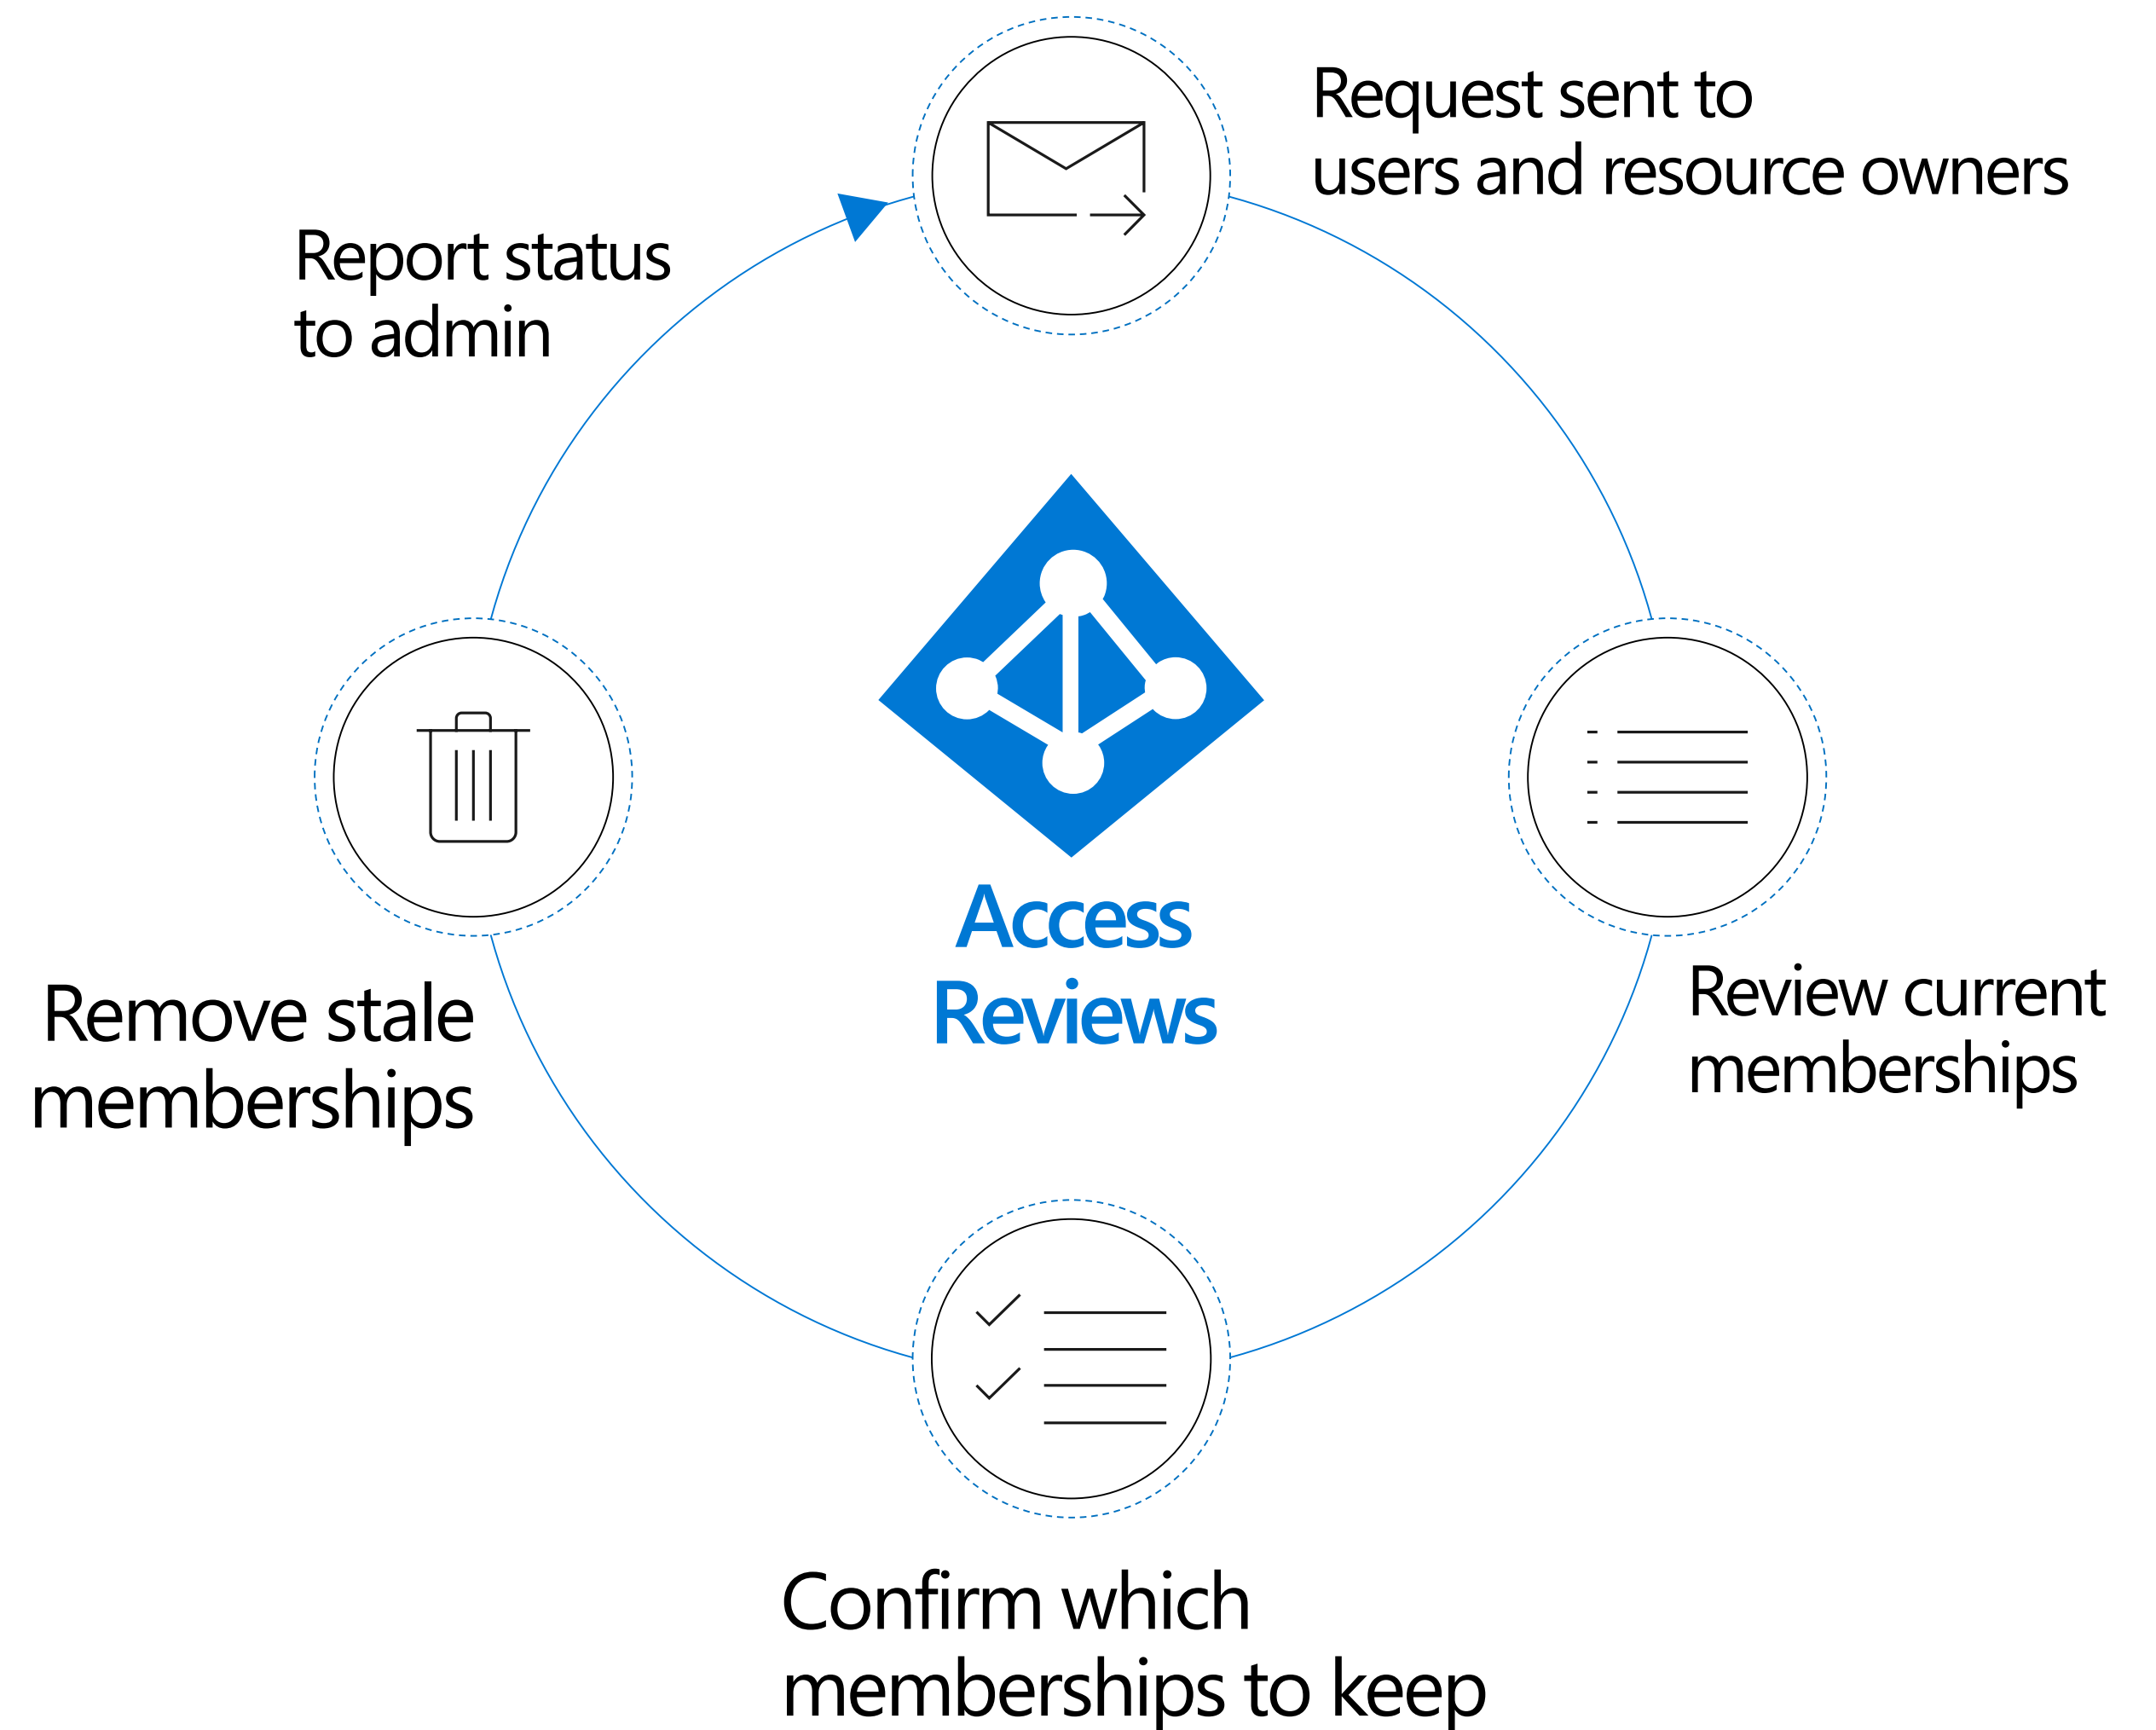 Request sent to
users and resource owners
Report status
to admin
Access
Reviews
Review current
memberships
Remove stale
memberships
Confirm which
memberships to keep